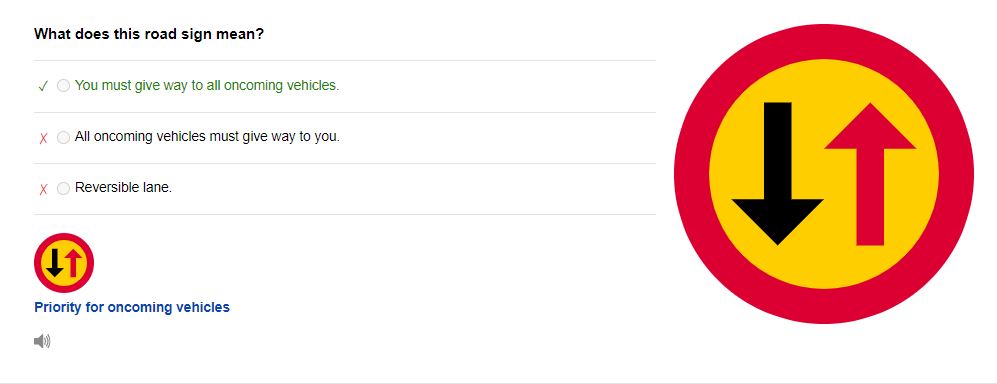 What does this road sign mean?
✓ You must give way to all oncoming vehicles.
✗ All oncoming vehicles must give way to you.
✗ Reversible lane.
Priority for oncoming vehicles